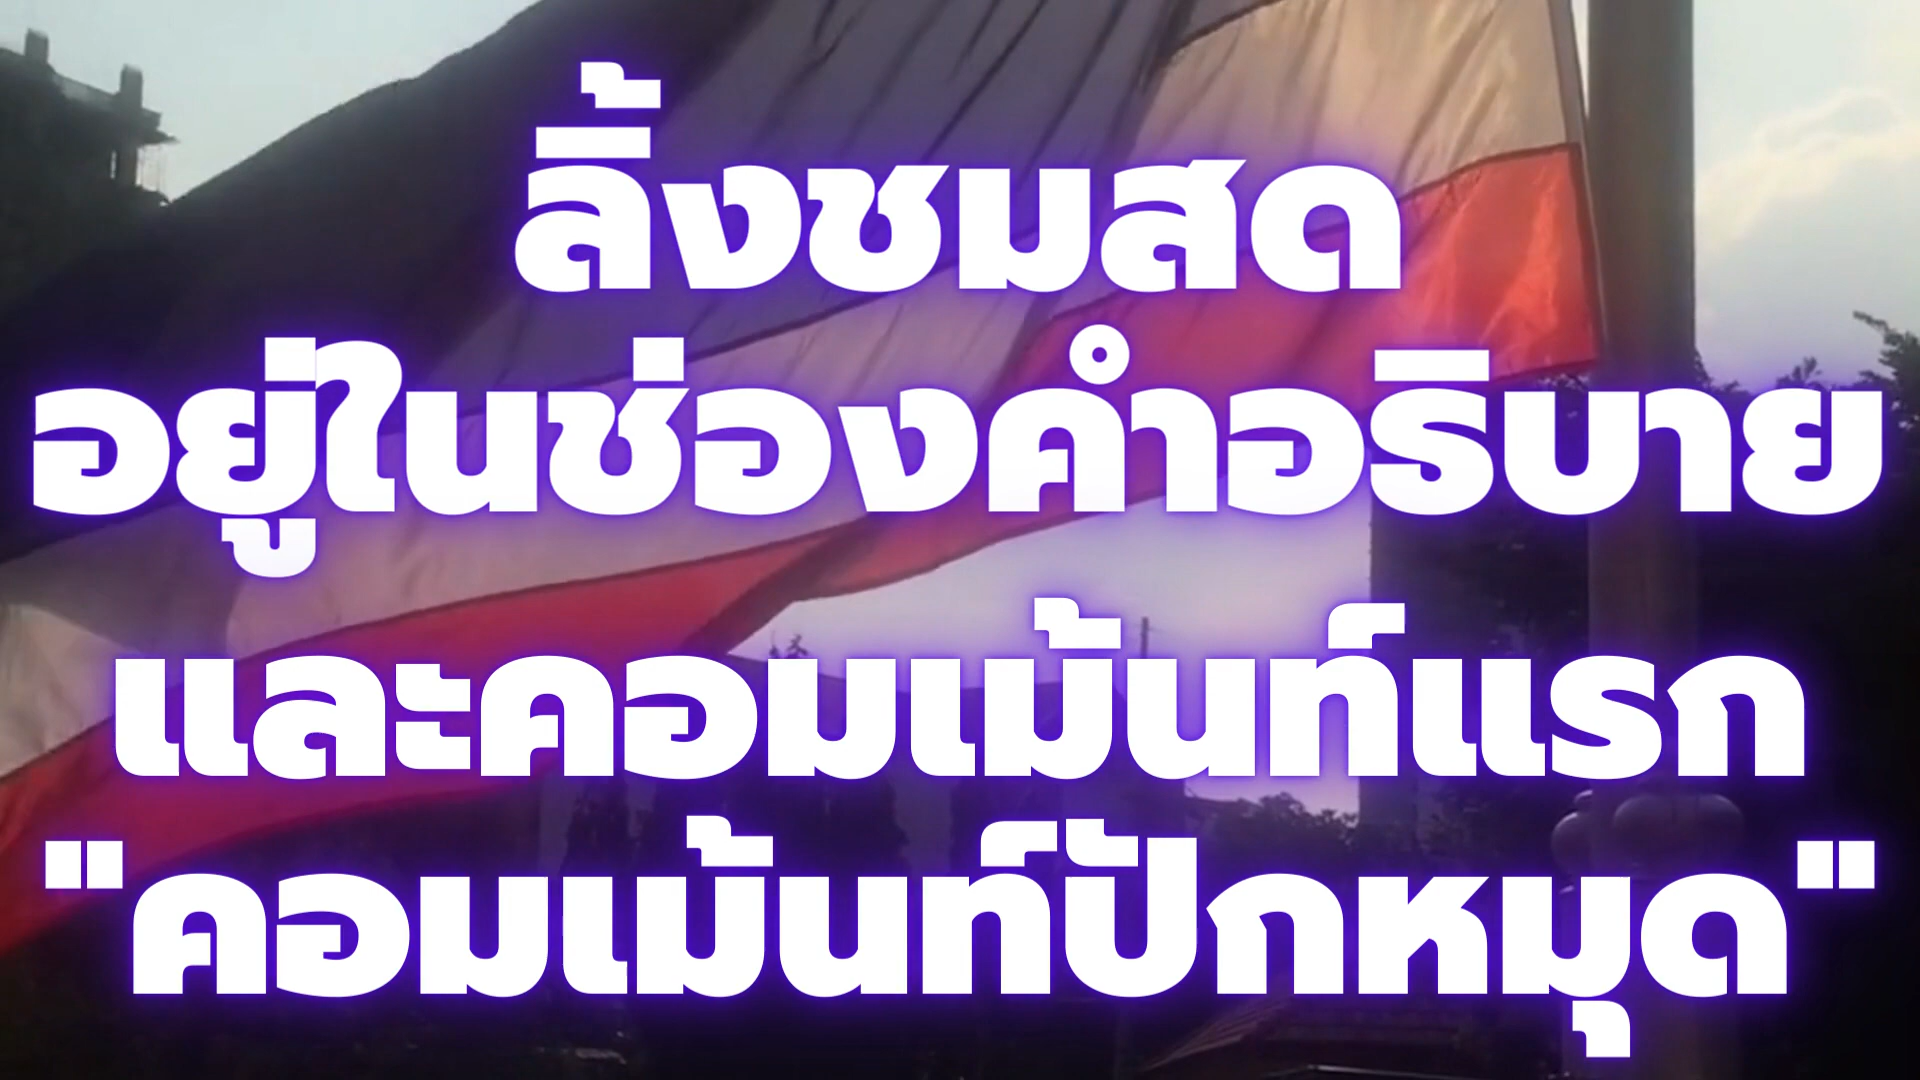 ลิ้งชมสด
อยู่ในช่องคำอริบาย
และคอมเม้นท์แรก
"คอมเม้นท์ปักหมุด"